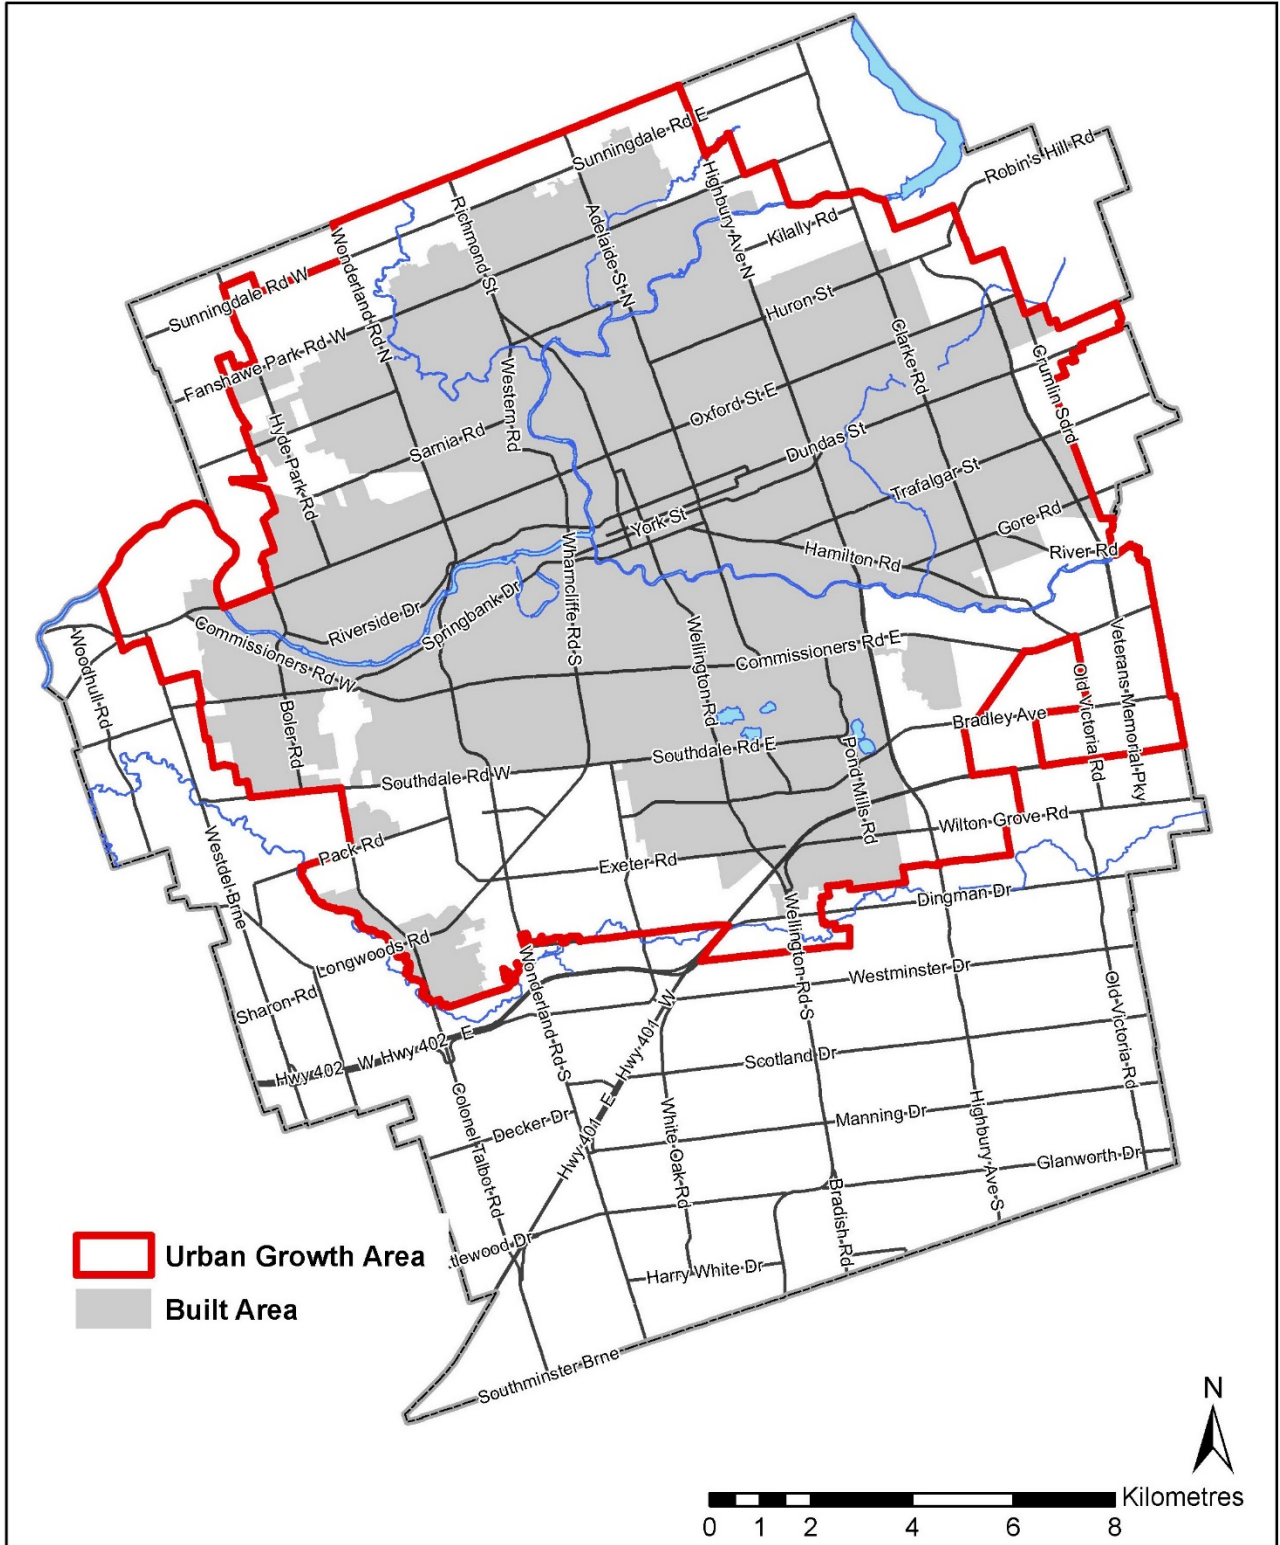 Sunningdale Rd E
Robin's Hill Rd
Highbury Ave N
Richmond St
Adelaide St N
Kilally Rd
Wonderland Rd N
Sunningdale Rd W
Huron St
Fanshawe Park Rd W
Clarke Rd
Crumlin Sdrd
Western Rd
Oxford St E
Hyde Park Rd
Sarnia Rd
Dundas St
Trafalgar St
Gore Rd
York St
River Rd
Hamilton Rd
Wharncliffe Rd S
Springbank Dr
Riverside Dr
Commissioners Rd W
Woodhull Rd
Wellington Rd
Commissioners Rd E
Veterans Memorial Pky
Old Victoria Rd
Boler Rd
Bradley Ave
Southdale Rd E
Pond Mills Rd
Southdale Rd W
Wilton Grove Rd
Pack Rd
Westdel Brne
Exeter Rd
Dingman Dr
Longwoods Rd
Wellington Rd S
Wonderland Rd S
Westminster Dr
Sharon Rd
Old Victoria Rd
Hwy 402 W Hwy 402 E
Hwy 401 E Hwy 401 W
Scotland Dr
Colonel Talbot Rd
White Oak Rd
Decker Dr
Manning Dr
Highbury Ave S
Glanworth Dr
Bradish Rd
tlewood Dr
Harry White Dr
Southminster Brne
Urban Growth Area
Built Area
N
Kilometres
0 1 2 4 6 8